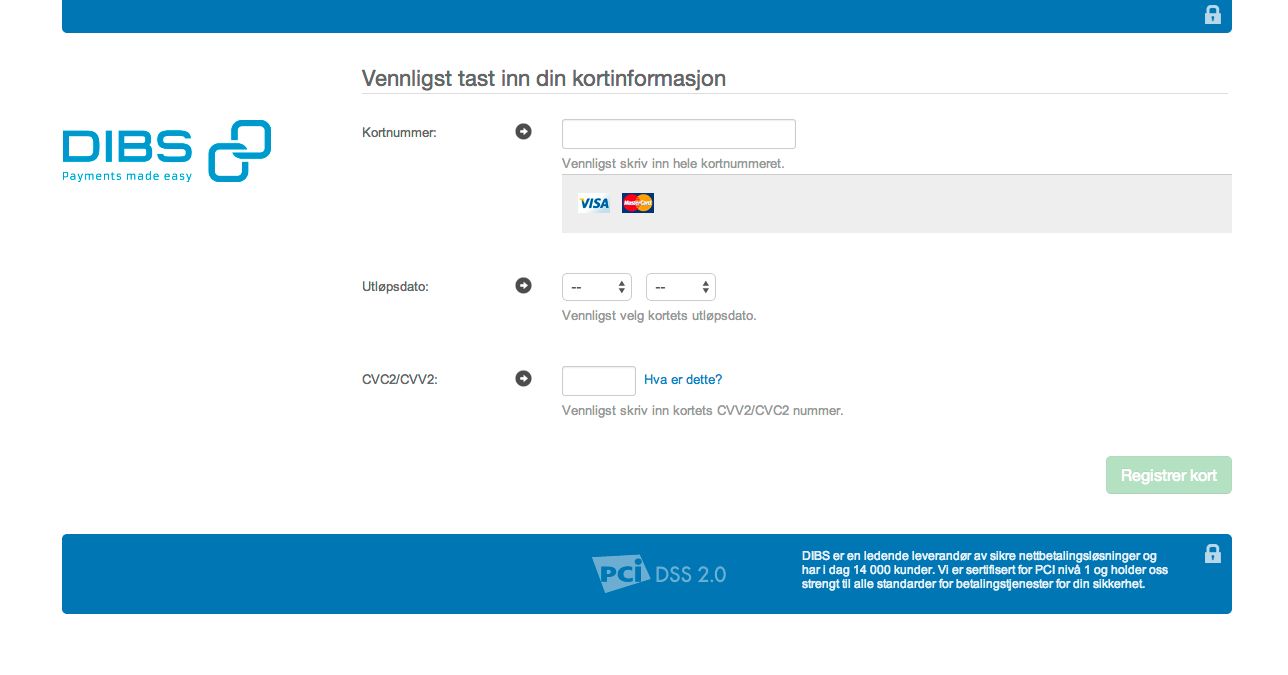 Vennligst tast inn din kortinformasjon
DIBS
Payments made easy
Kortnummer:
Vennligst skriv inn hele kortnummeret.
VISA MasterCard
Utløpsdato:
-- --
Vennligst velg kortets utløpsdato.
CVC2/CVV2:
Hva er dette?
Vennligst skriv inn kortets CVV2/CVC2 nummer.
Registrer kort
PCI DSS 2.0
DIBS er en ledende leverandør av sikre nettbetalingsløsninger og
har i dag 14 000 kunder. Vi er sertifisert for PCI nivå 1 og holder oss
strengt til alle standarder for betalingstjenester for din sikkerhet.